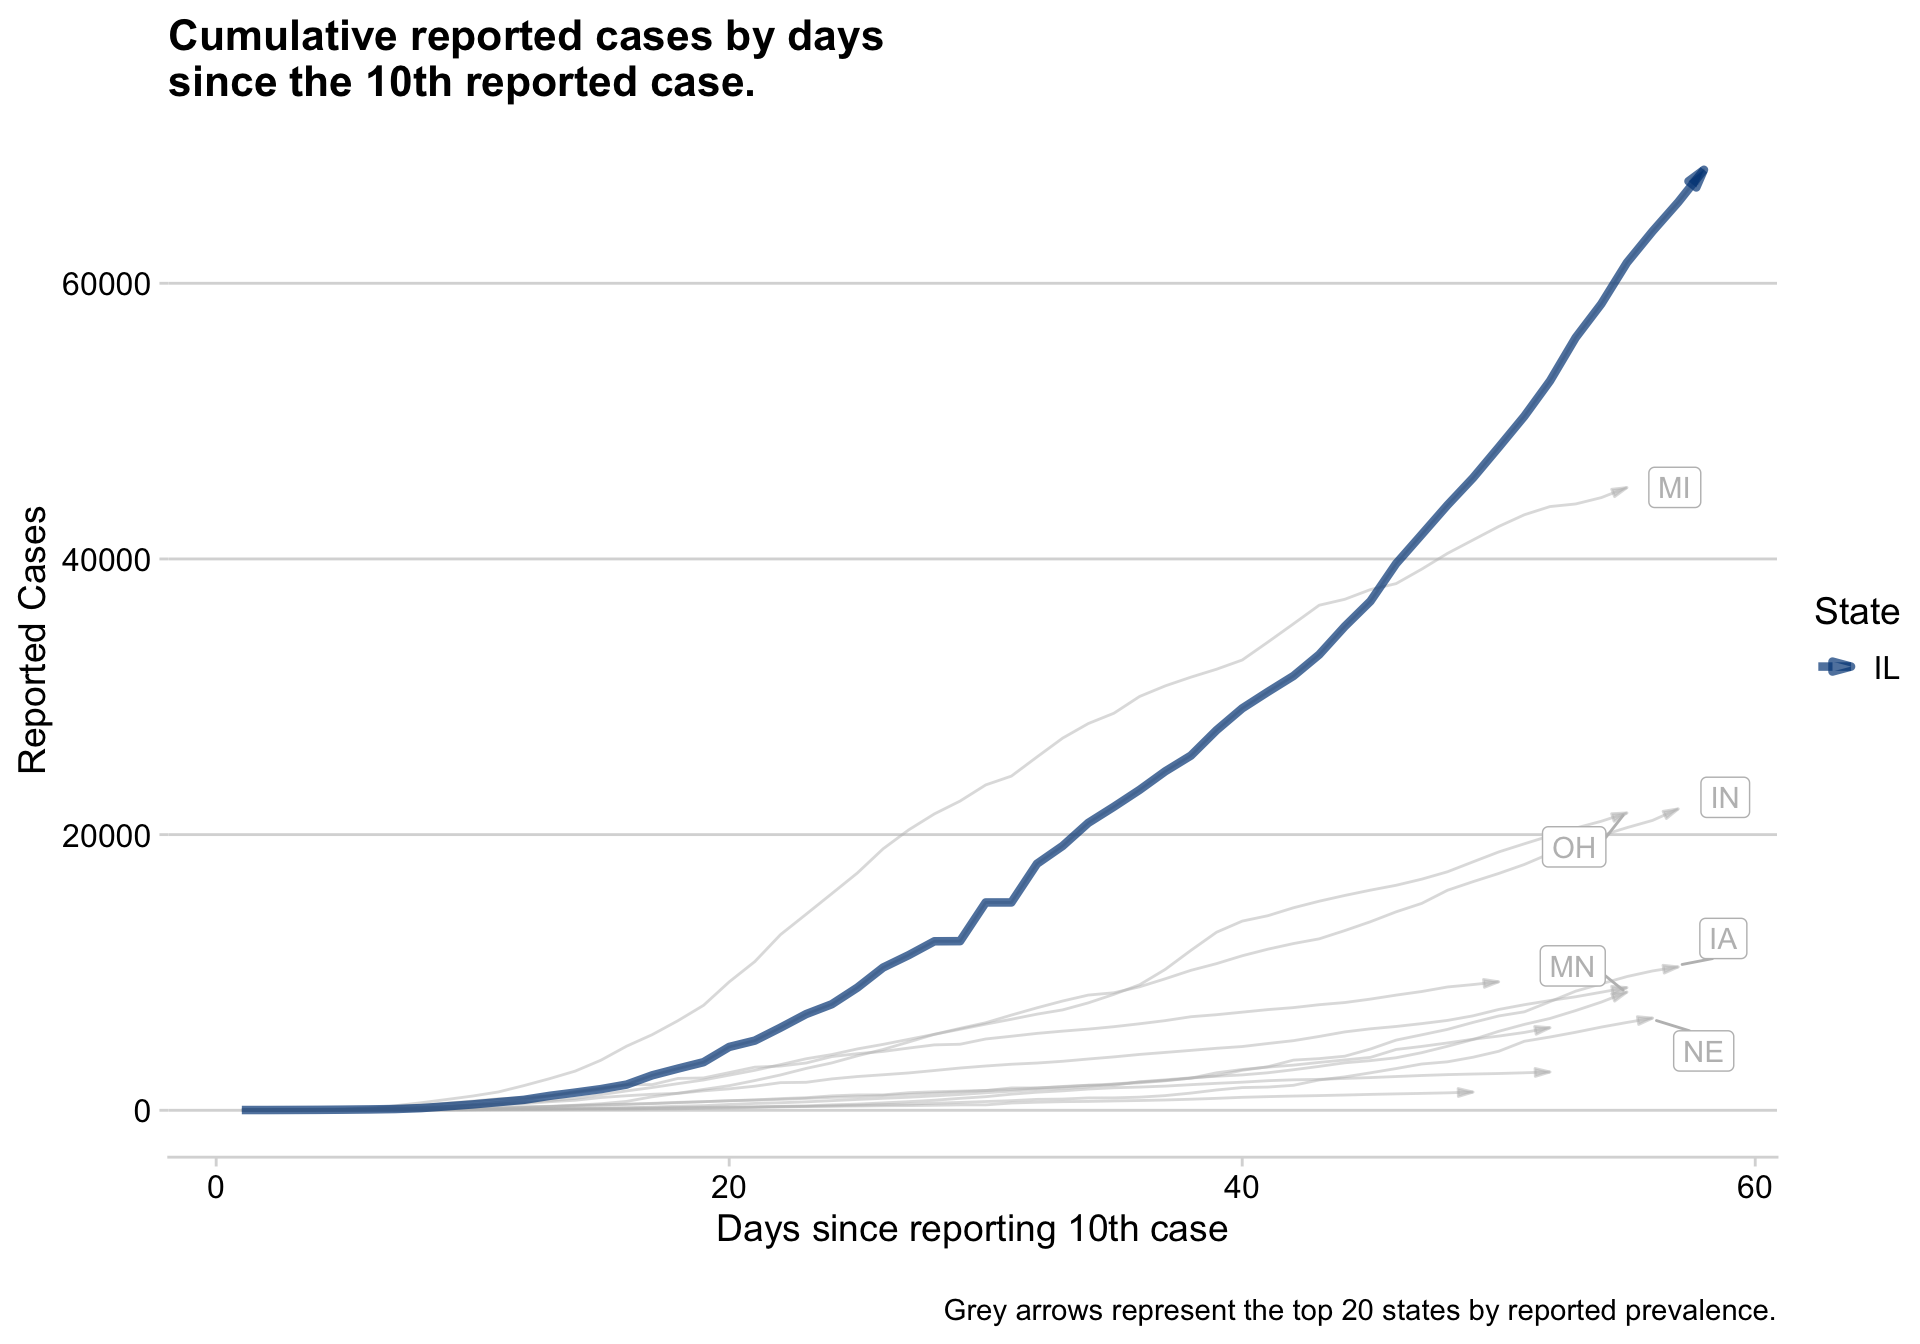 Cumulative reported cases by days
since the 10th reported case.
Reported Cases
60000
40000
20000
0
MI
IN
OH
IA
MN
NE
State
IL
0
20
40
60
Days since reporting 10th case
Grey arrows represent the top 20 states by reported prevalence.